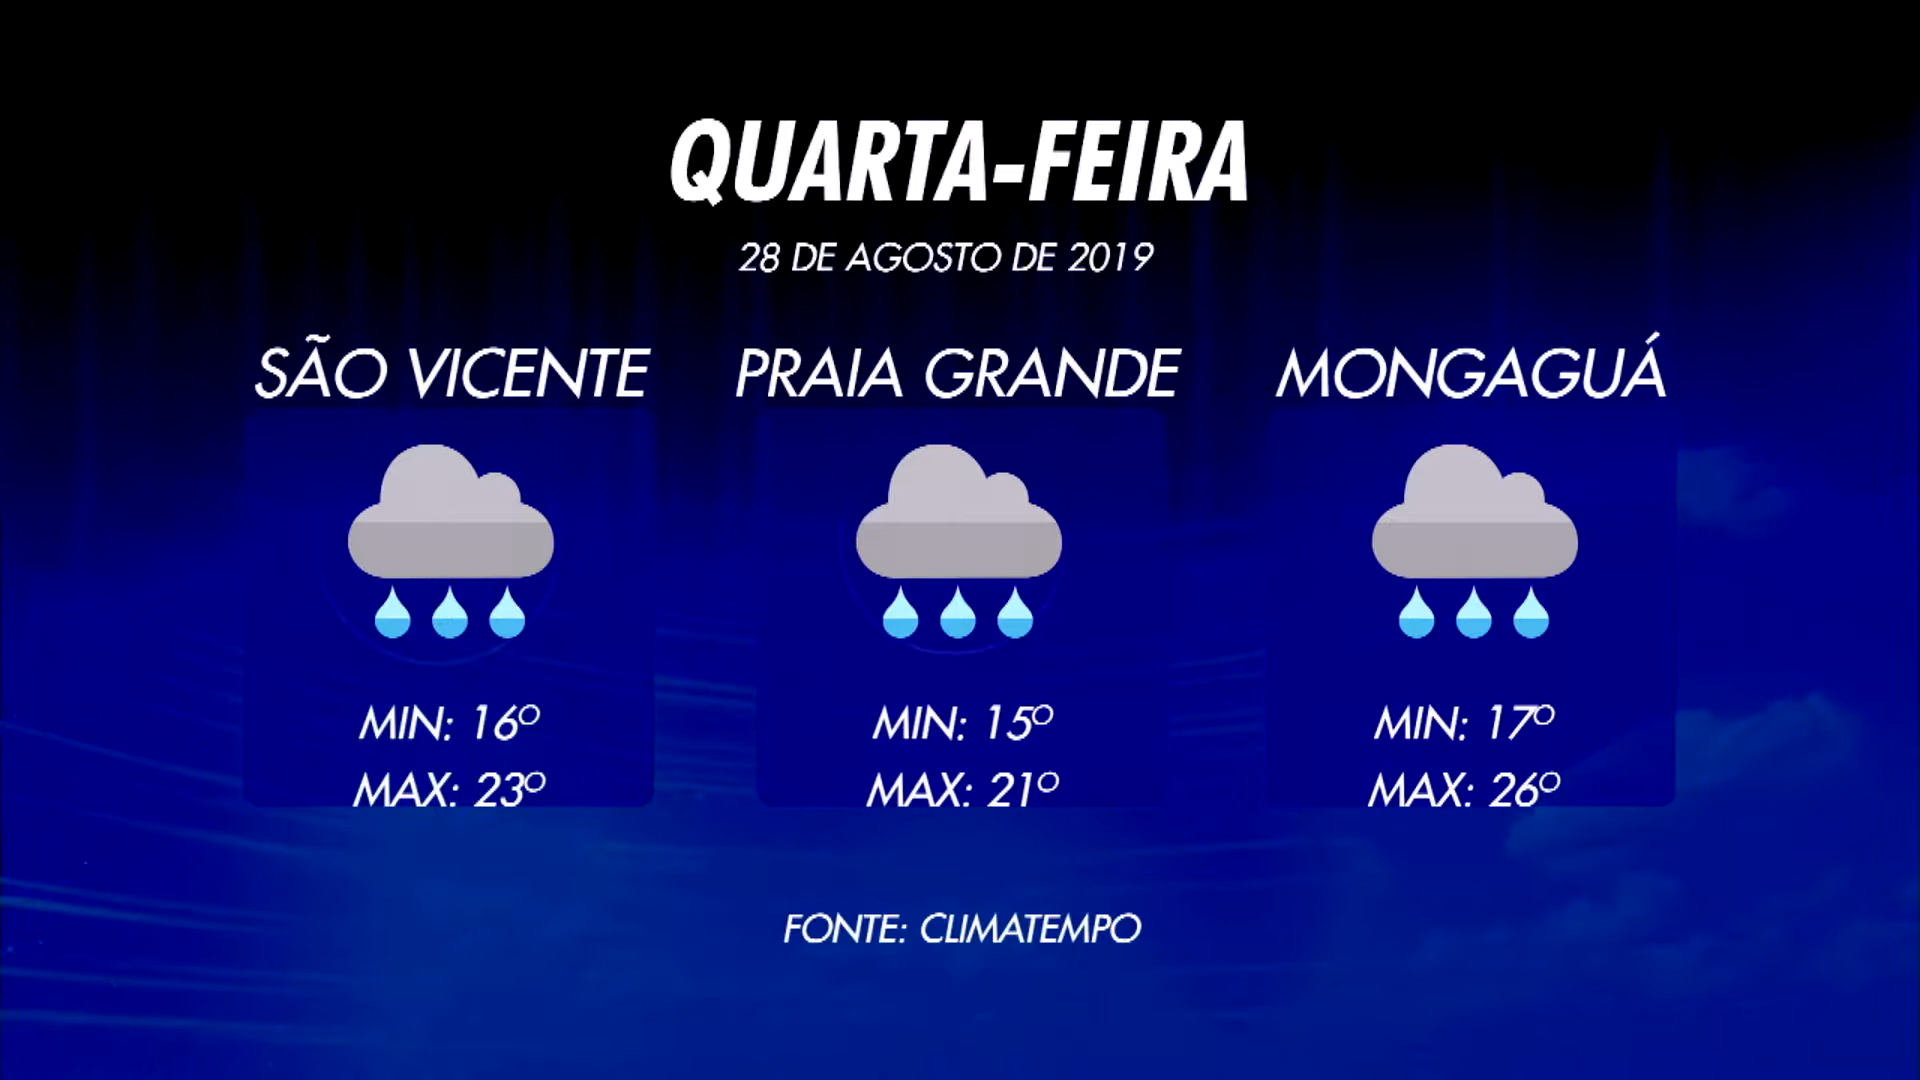 QUARTA-FEIRA
28 DE AGOSTO DE 2019
SÃO VICENTE
MIN: 16º
MAX: 23º
PRAIA GRANDE
MIN: 15º
MAX: 21º
MONGAGUÁ
MIN: 17º
MAX: 26º
FONTE: CLIMATEMPO